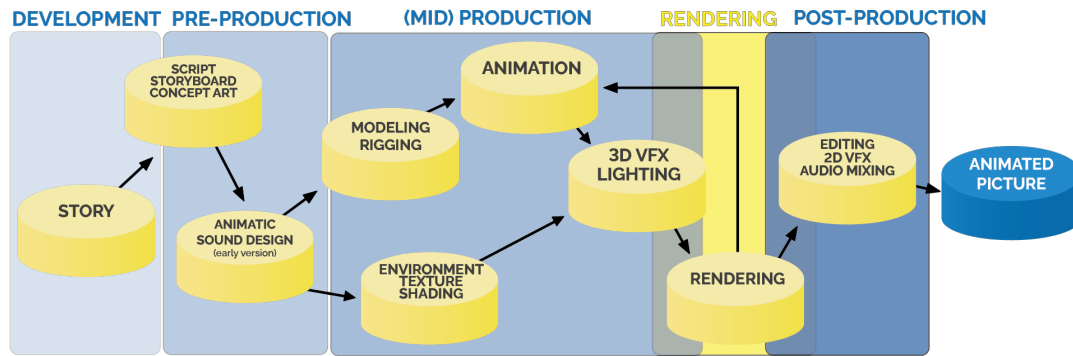 DEVELOPMENT
PRE-PRODUCTION
(MID) PRODUCTION
RENDERING
POST-PRODUCTION
STORY
SCRIPT
STORYBOARD
CONCEPT ART
ANIMATIC
SOUND DESIGN
(early version)
MODELING
RIGGING
ENVIRONMENT
TEXTURE
SHADING
ANIMATION
3D VFX
LIGHTING
RENDERING
EDITING
2D VFX
AUDIO MIXING
ANIMATED
PICTURE